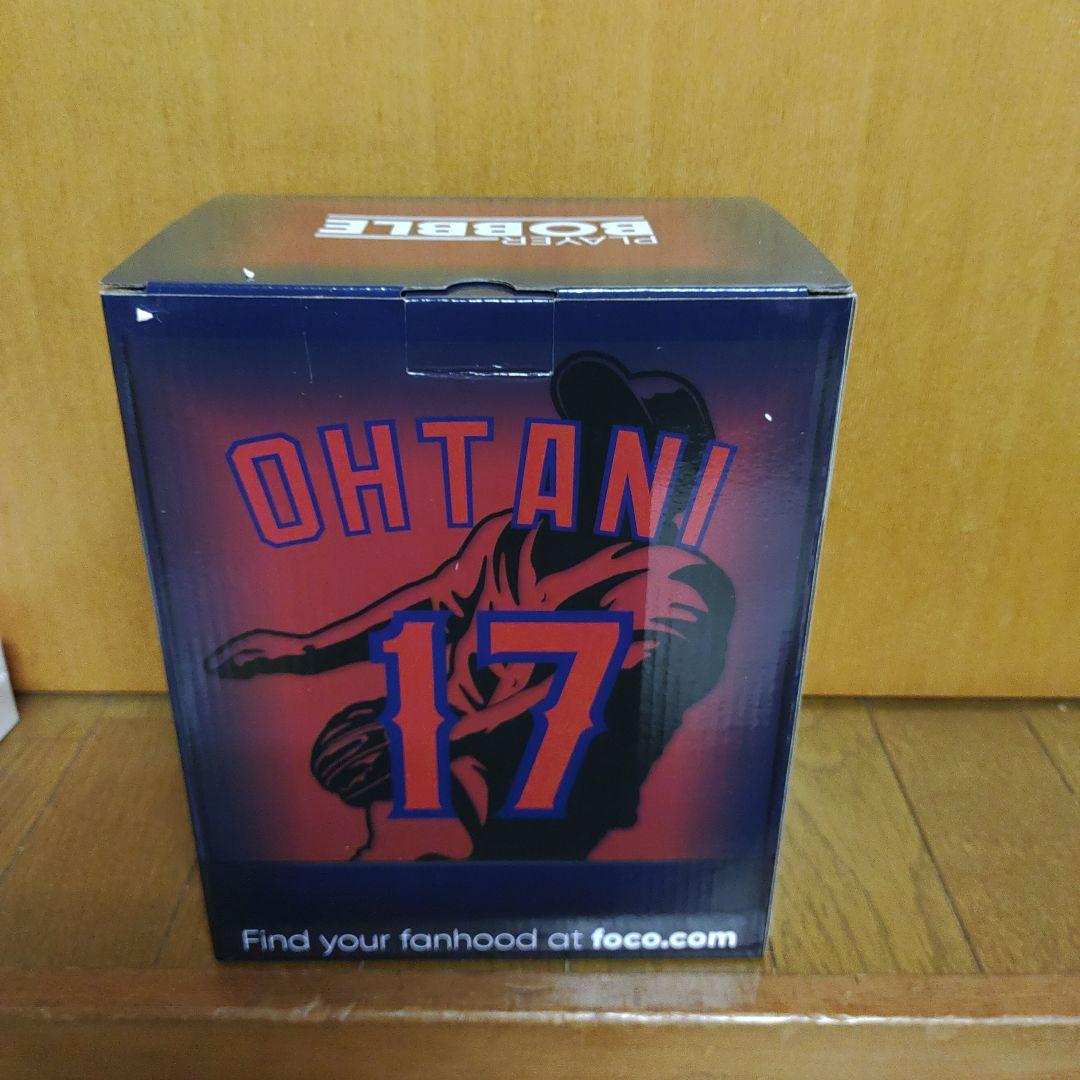 PLAYER
BOBBLE
OHTANI
17
Find your fanhood at foco.com